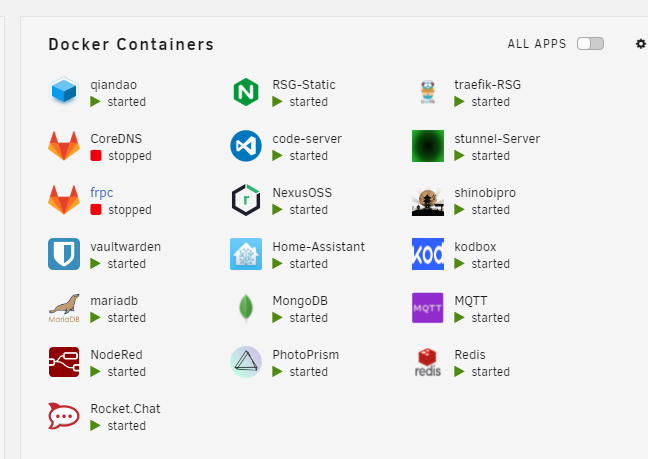 Docker Containers
ALL APPS
qiandao
started
RSG-Static
started
traefik-RSG
started
CoreDNS
stopped
code-server
started
stunnel-Server
started
frpc
stopped
NexusOSS
started
shinobipro
started
vaultwarden
started
Home-Assistant
started
kod
kodbox
started
MariaDB
mariadb
started
MongoDB
started
MQTT
MQTT
started
NodeRed
started
PhotoPrism
started
redis
Redis
started
Rocket.Chat
started